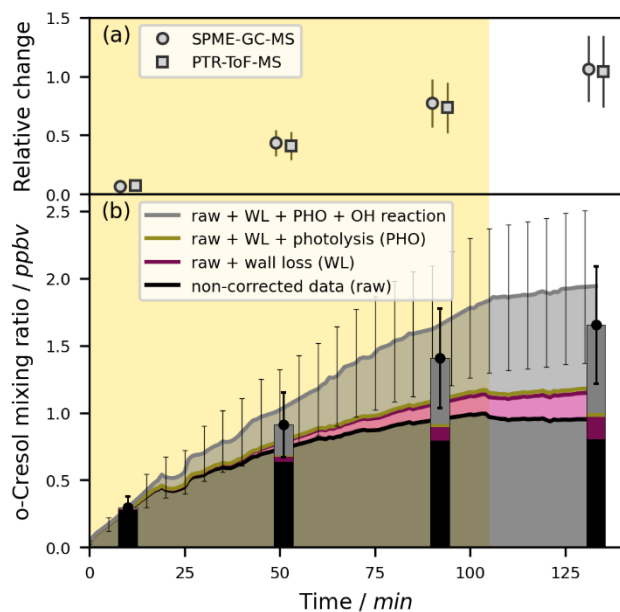 1.5
(a)
SPME-GC-MS
PTR-ToF-MS
1.0
0.5
0.0
Relative change
2.5
(b)
raw + WL + PHO + OH reaction
raw + WL + photolysis (PHO)
raw + wall loss (WL)
non-corrected data (raw)
2.0
1.5
1.0
0.5
0.0
o-Cresol mixing ratio / ppbv
0 25 50 75 100 125
Time / min